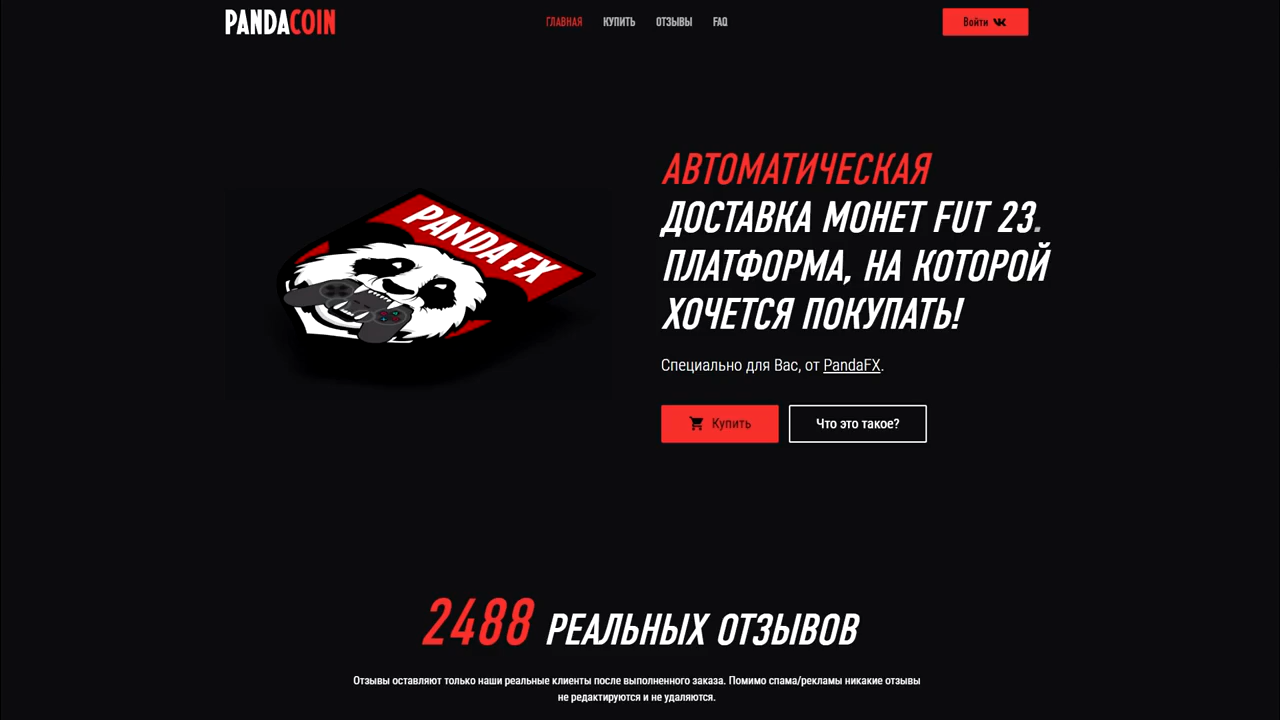 PANDACOIN
ГЛАВНАЯ КУПИТЬ ОТЗЫВЫ FAQ
Войти
PANDA FX
АВТОМАТИЧЕСКАЯ
ДОСТАВКА МОНЕТ FUT 23.
ПЛАТФОРМА, НА КОТОРОЙ
ХОЧЕТСЯ ПОКУПАТЬ!
Специально для Вас, от PandaFX.
Купить
Что это такое?
2488 РЕАЛЬНЫХ ОТЗЫВОВ
Отзывы оставляют только наши реальные клиенты после выполненного заказа. Помимо спама/рекламы никакие отзывы
не редактируются и не удаляются.